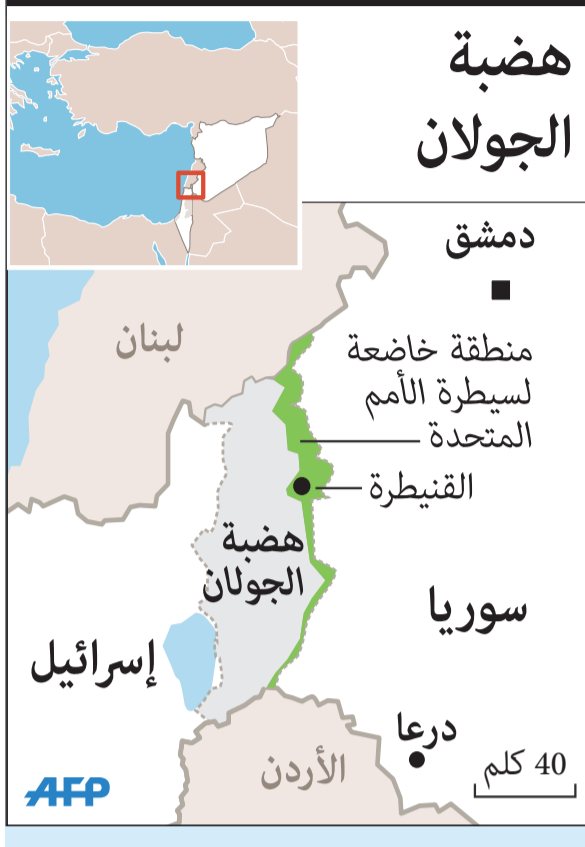 هضبة
الجولان
دمشق
لبنان
منطقة خاضعة
لسيطرة الأمم
المتحدة
القنيطرة
هضبة
الجولان
سوريا
إسرائيل
درعا
الأردن
40 كلم
AFP